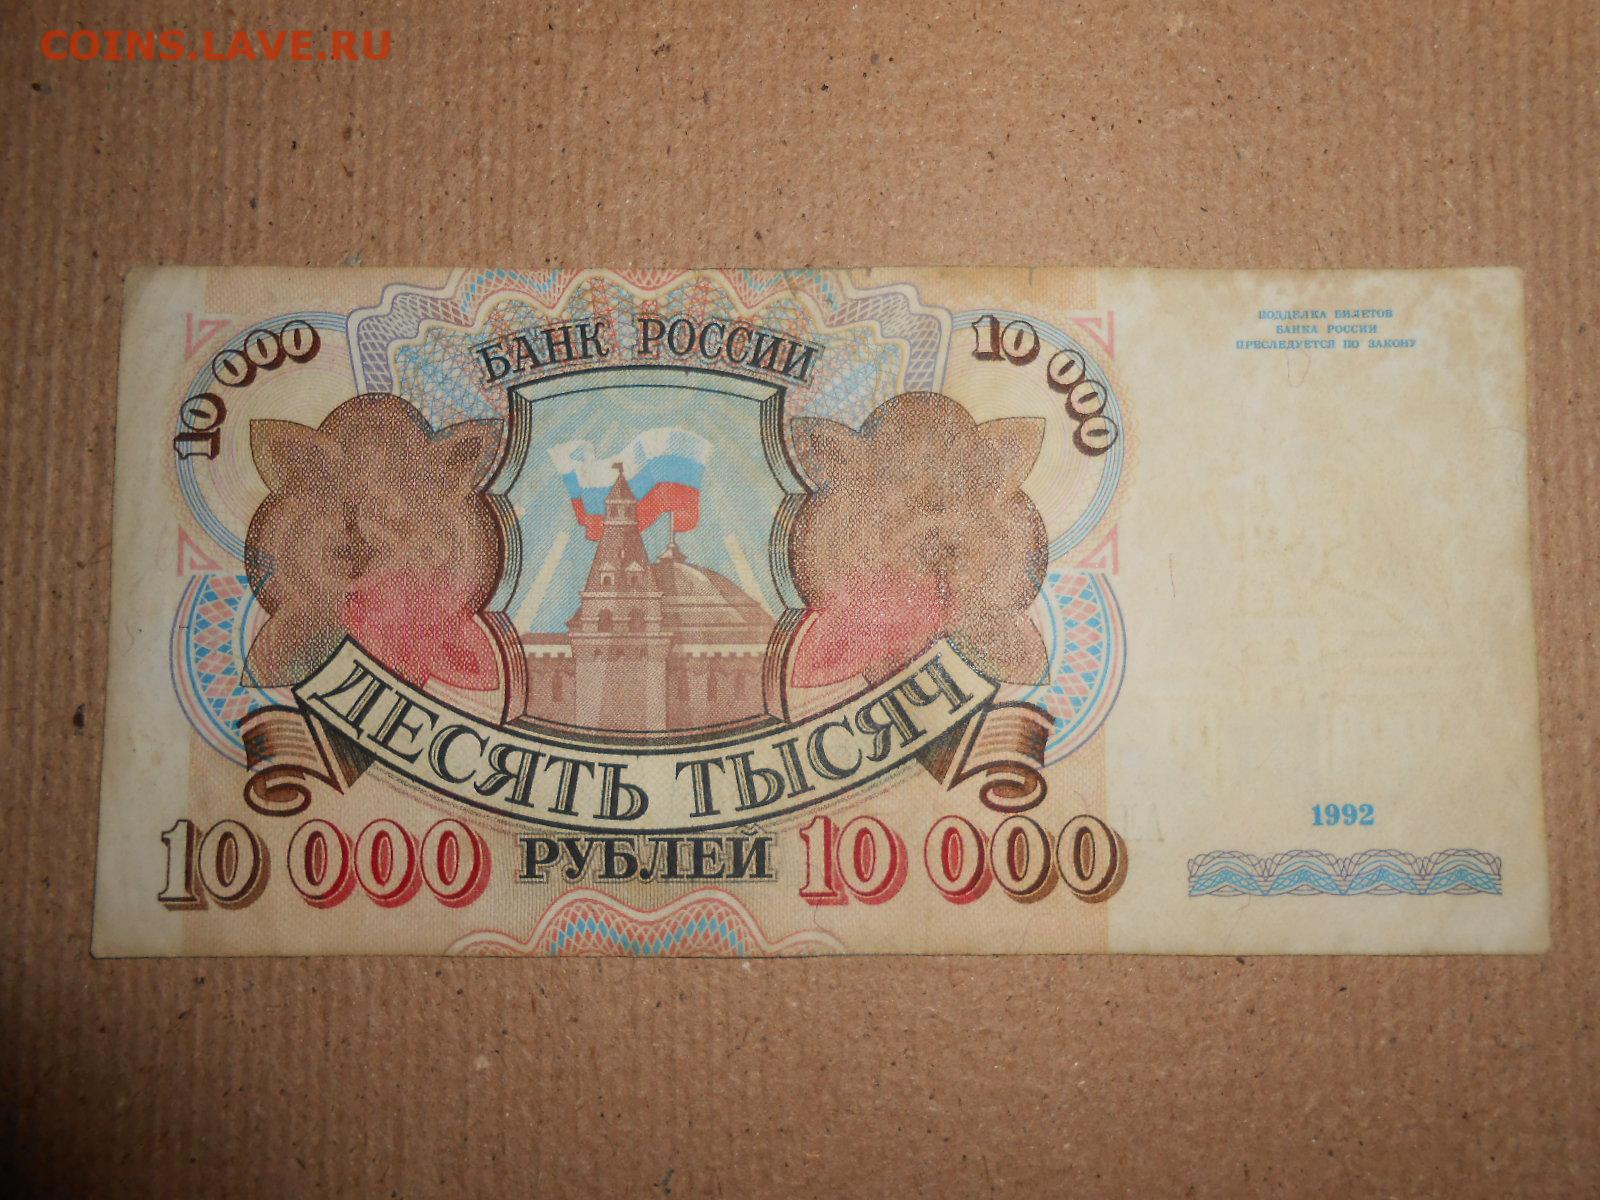 COINS.LAVE.RU
10 000
БАНК РОССИИ
10 000
ПОДДЕЛКА БИЛЕТОВ
БАНКА РОССИИ
ПРЕСЛЕДУЕТСЯ ПО ЗАКОНУ
ДЕСЯТЬ ТЫСЯЧ
10 000 РУБЛЕЙ 10 000
1992